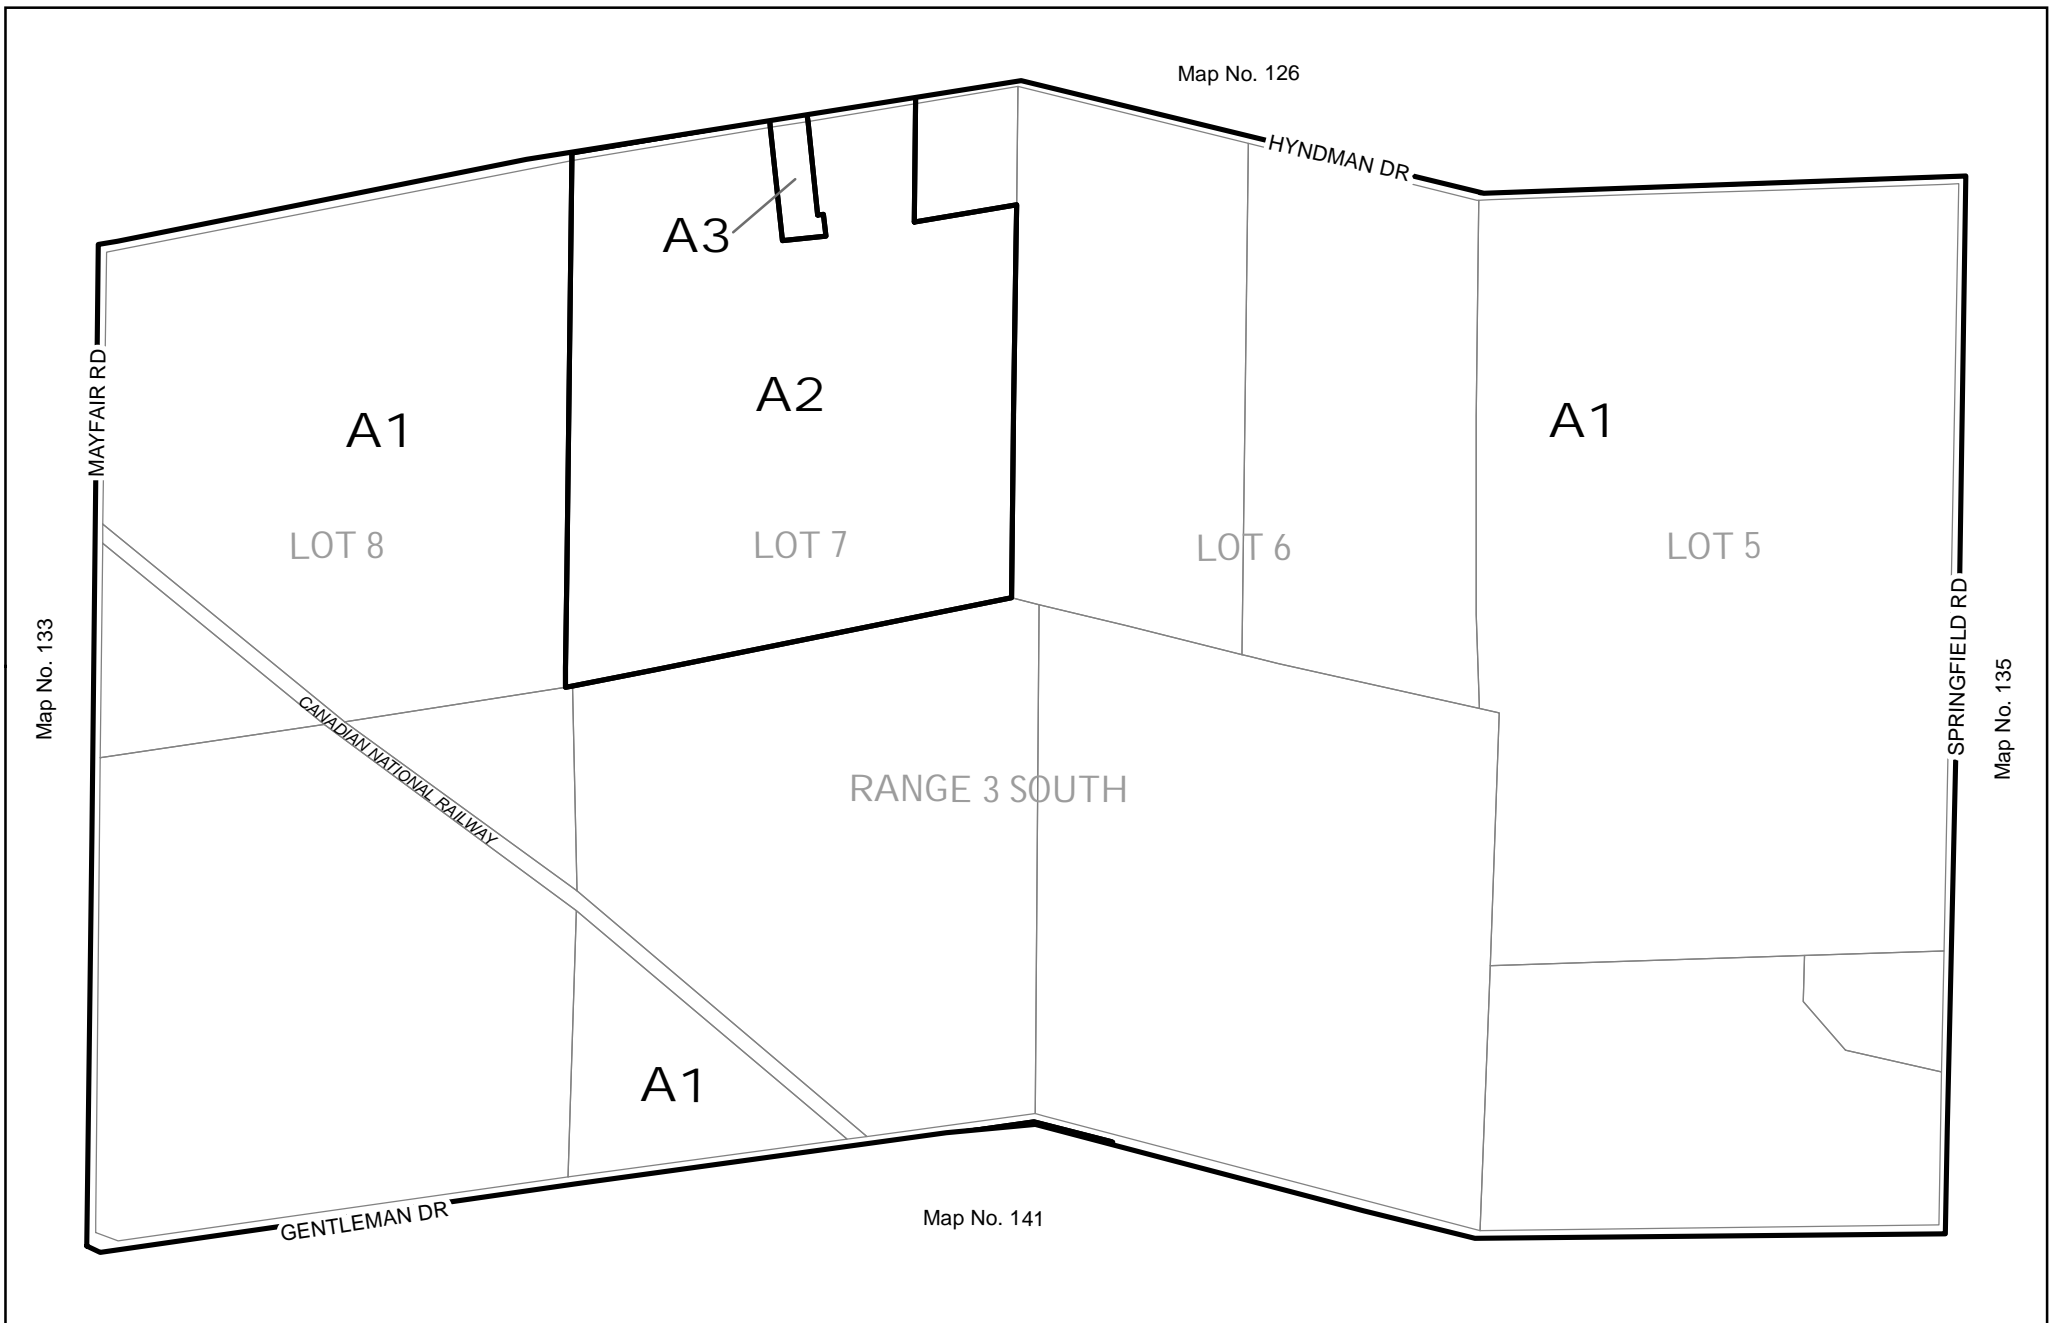 Map No. 126
HYNDMAN DR
A3
MAYFAIR RD
A1
A2
A1
LOT 8
LOT 7
LOT 6
LOT 5
SPRINGFIELD RD
Map No. 133
Map No. 135
CANADIAN NATIONAL RAILWAY
RANGE 3 SOUTH
A1
GENTLEMAN DR
Map No. 141